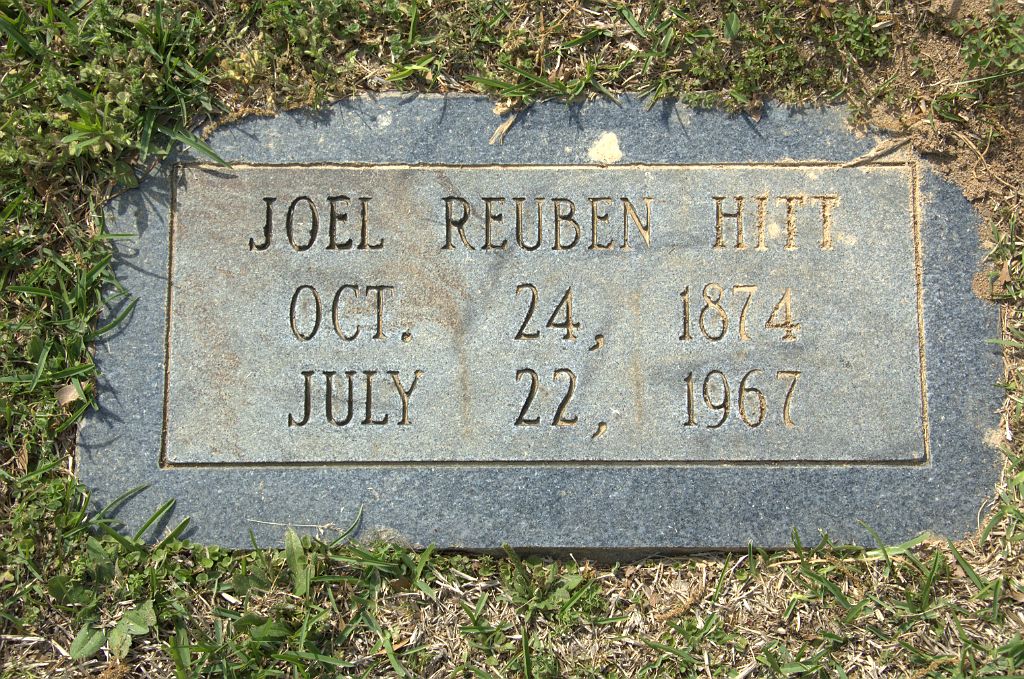 JOEL REUBEN HITT
OCT. 24, 1874
JULY 22, 1967